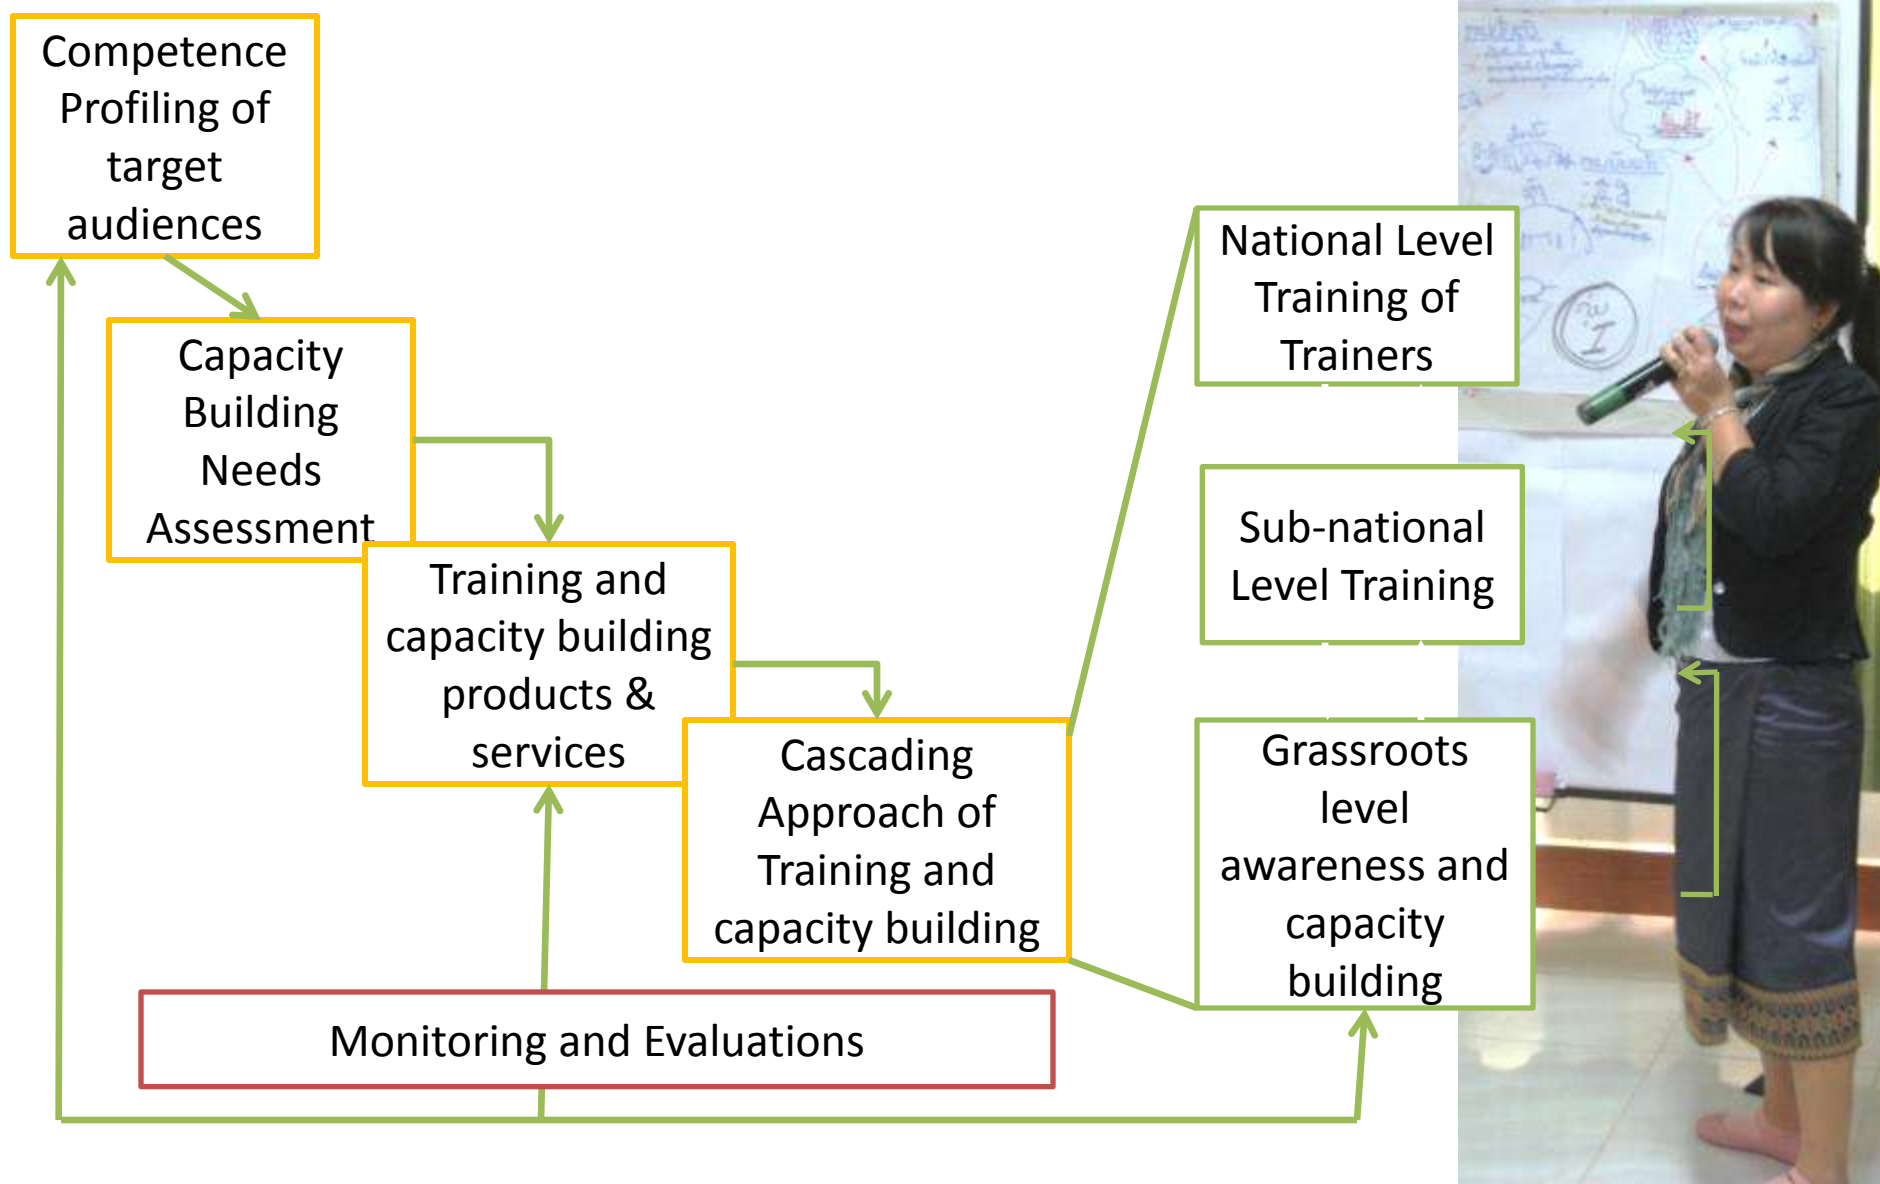 Competence
Profiling of
target
audiences
Capacity
Building
Needs
Assessment
Training and
capacity building
products &
services
Cascading
Approach of
Training and
capacity building
Monitoring and Evaluations
National Level
Training of
Trainers
Sub-national
Level Training
Grassroots
level
awareness and
capacity
building